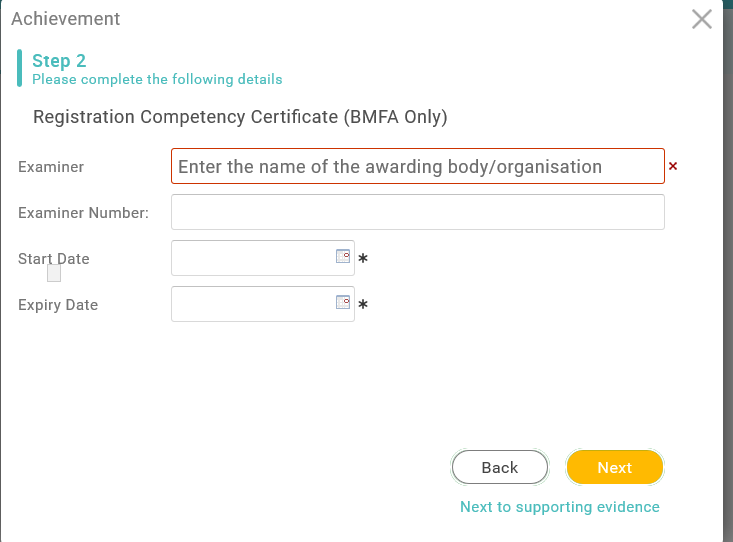 Achievement
Step 2
Please complete the following details
Registration Competency Certificate (BMFA Only)
Examiner
Enter the name of the awarding body/organisation
×
Examiner Number:
Start Date
*
Expiry Date
*
Back
Next
Next to supporting evidence